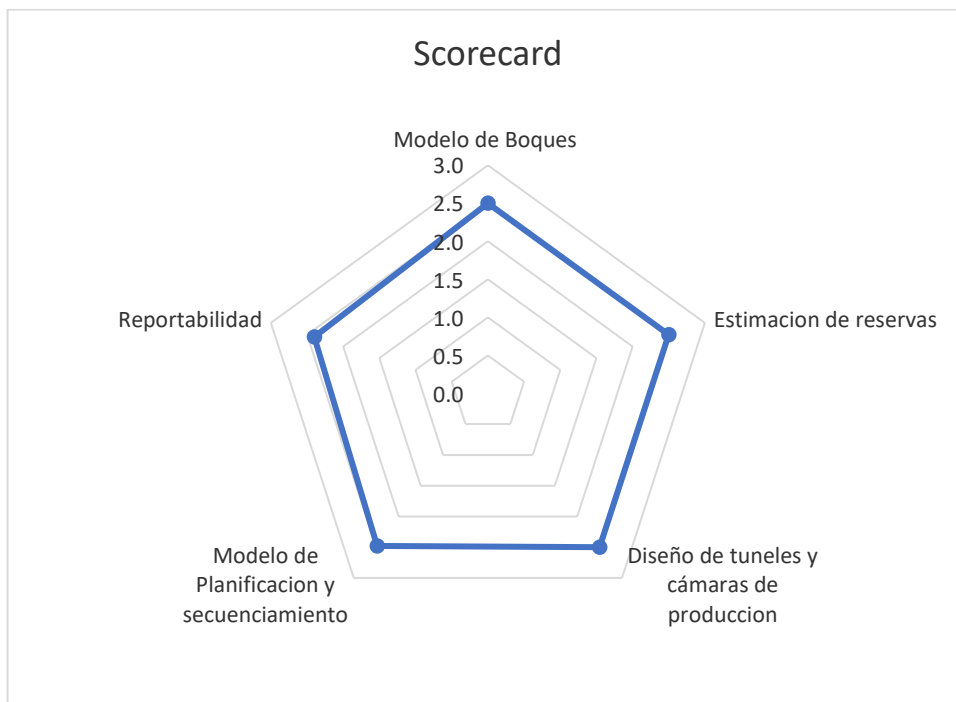 Scorecard
Modelo de Boques
3.0
2.5
2.0
1.5
1.0
0.5
0.0
Estimacion de reservas
Diseño de tuneles y
cámaras de
produccion
Modelo de
Planificacion y
secuenciamiento
Reportabilidad